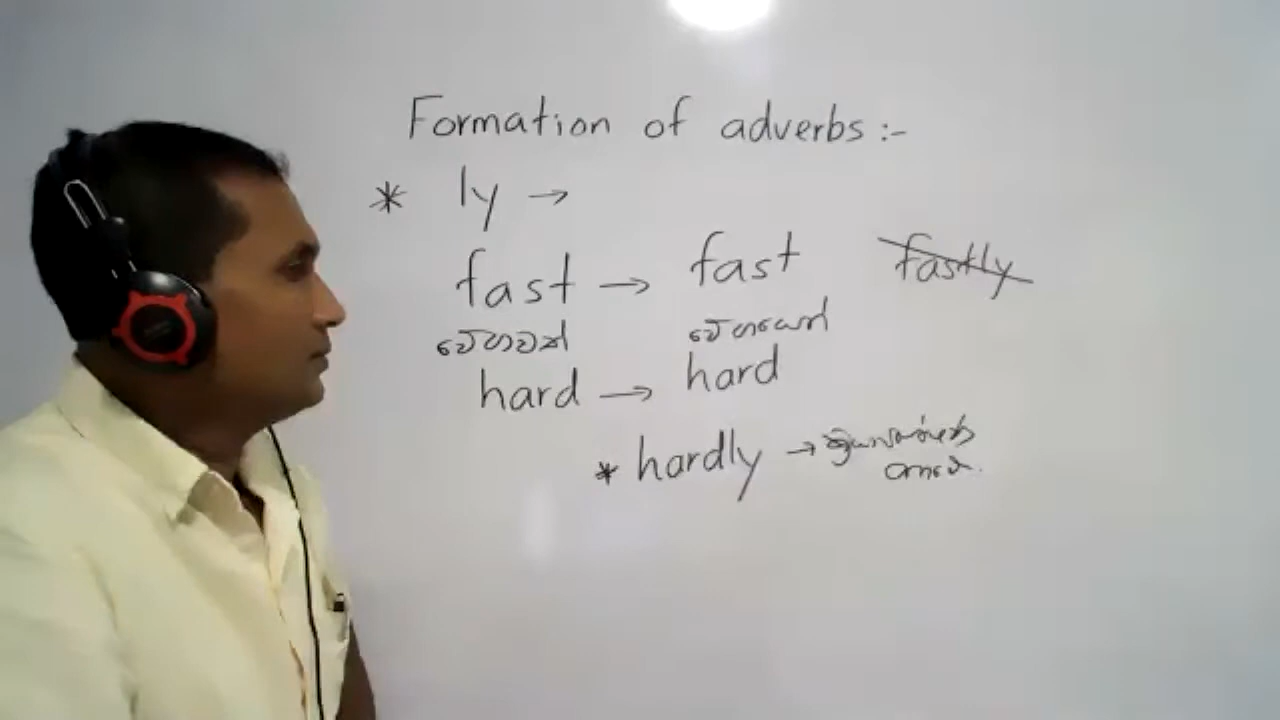 Formation of adverbs :-
* ly →
fast → fast fastly
වේගවත් වේගයෙන්
hard → hard
* hardly →